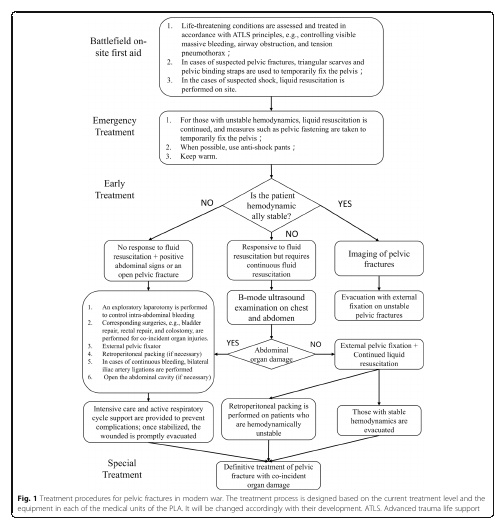 Battlefield on-
site first aid
1. Life-threatening conditions are assessed and treated in
accordance with ATLS principles, e.g., controlling visible
massive bleeding, airway obstruction, and tension
pneumothorax；
2. In cases of suspected pelvic fractures, triangular scarves and
pelvic binding straps are used to temporarily fix the pelvis；
3. In the cases of suspected shock, liquid resuscitation is
performed on site.
Emergency
Treatment
1. For those with unstable hemodynamics, liquid resuscitation is
continued, and measures such as pelvic fastening are taken to
temporarily fix the pelvis；
2. When possible, use anti-shock pants；
3. Keep warm.
Early
Treatment
Is the patient
hemodynamic
ally stable?
NO
YES
NO
No response to fluid
resuscitation + positive
abdominal signs or an
open pelvic fracture
Responsive to fluid
resuscitation but requires
continuous fluid
resuscitation
Imaging of pelvic
fractures
1. An exploratory laparotomy is performed
to control intra-abdominal bleeding
2. Corresponding surgeries, e.g., bladder
repair, rectal repair, and colostomy, are
performed for co-incident organ injuries.
3. External pelvic fixator
4. Retroperitoneal packing (if necessary)
5. In cases of continuous bleeding, bilateral
iliac artery ligations are performed
6. Open the abdominal cavity (if necessary)
B-mode ultrasound
examination on chest
and abdomen
Evacuation with external
fixation on unstable
pelvic fractures
YES
Abdominal
organ damage
NO
External pelvic fixation +
Continued liquid
resuscitation
Intensive care and active respiratory
cycle support are provided to prevent
complications; once stabilized, the
wounded is promptly evacuated
Retroperitoneal packing is
performed on patients who
are hemodynamically
unstable
Those with stable
hemodynamics are
evacuated
Special
Treatment
Definitive treatment of pelvic
fracture with co-incident
organ damage
Fig. 1 Treatment procedures for pelvic fractures in modern war. The treatment process is designed based on the current treatment level and the
equipment in each of the medical units of the PLA. It will be changed accordingly with their development. ATLS. Advanced trauma life support